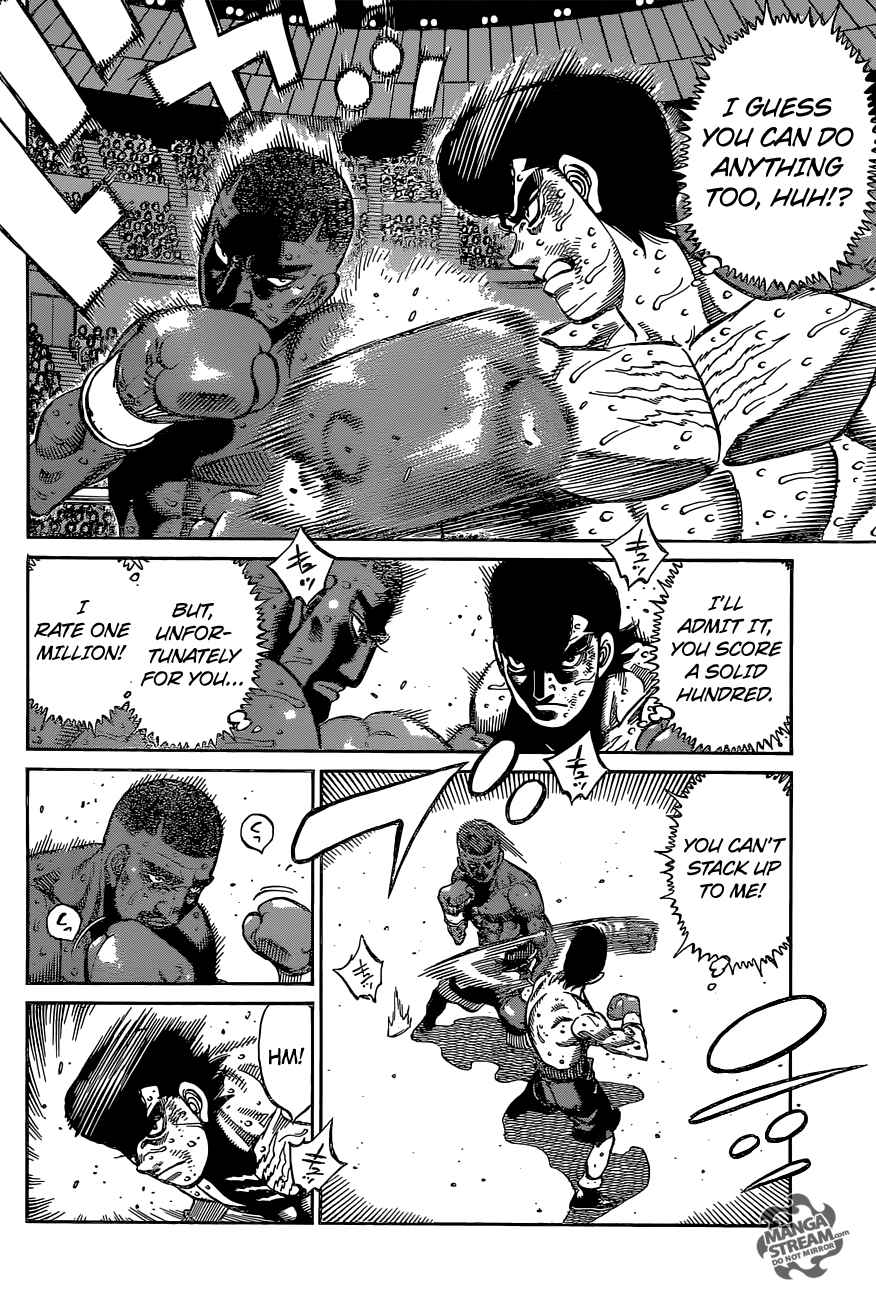 I GUESS
YOU CAN DO
ANYTHING
TOO, HUH!?
I'LL
ADMIT IT,
YOU SCORE
A SOLID
HUNDRED.
BUT,
UNFOR-
TUNATELY
FOR YOU...
I
RATE ONE
MILLION!
YOU CAN'T
STACK UP
TO ME!
HM!
MANGA
STREAM.com
DO NOT MIRROR